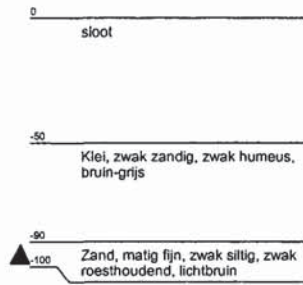 0
sloot
-50
Klei, zwak zandig, zwak humeus,
bruin-grijs
-90
Zand, matig fijn, zwak siltig, zwak
-100
roesthoudend, lichtbruin